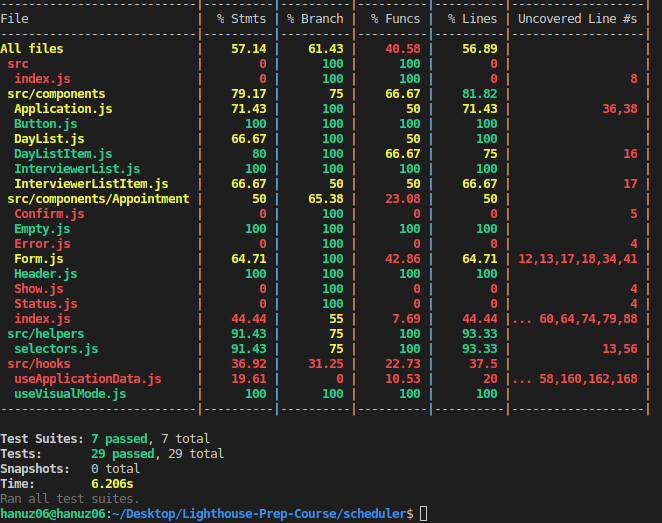 -------------------------|---------|----------|---------|---------|-------------------
File                     | % Stmts | % Branch | % Funcs | % Lines | Uncovered Line #s |
-------------------------|---------|----------|---------|---------|-------------------
All files                | 57.14 | 61.43 | 40.58 | 56.89 | |
src                      | 0 | 100 | 100 | 0 | |
index.js                 | 0 | 100 | 100 | 0 | 8 |
src/components           | 79.17 | 75 | 66.67 | 81.82 | |
Application.js           | 71.43 | 100 | 50 | 71.43 | 36,38 |
Button.js                | 100 | 100 | 100 | 100 | |
DayList.js               | 66.67 | 100 | 50 | 100 | |
DayListItem.js           | 80 | 100 | 66.67 | 75 | 16 |
InterviewerList.js       | 100 | 100 | 100 | 100 | |
InterviewerListItem.js   | 66.67 | 50 | 50 | 66.67 | 17 |
src/components/Appointment | 50 | 65.38 | 23.08 | 50 | |
Confirm.js               | 0 | 100 | 0 | 0 | 5 |
Empty.js                 | 100 | 100 | 100 | 100 | |
Error.js                 | 0 | 100 | 0 | 0 | 4 |
Form.js                  | 64.71 | 100 | 42.86 | 64.71 | 12,13,17,18,34,41 |
Header.js                | 100 | 100 | 100 | 100 | |
Show.js                  | 0 | 100 | 0 | 0 | 4 |
Status.js                | 0 | 100 | 0 | 0 | 4 |
index.js                 | 44.44 | 55 | 7.69 | 44.44 |... 60,64,74,79,88 |
src/helpers              | 91.43 | 75 | 100 | 93.33 | |
selectors.js             | 91.43 | 75 | 100 | 93.33 | 13,56 |
src/hooks                | 36.92 | 31.25 | 22.73 | 37.5 | |
useApplicationData.js    | 19.61 | 0 | 10.53 | 20 |... 58,160,162,168 |
useVisualMode.js         | 100 | 100 | 100 | 100 | |
-------------------------|---------|----------|---------|---------|-------------------
Test Suites: 7 passed, 7 total
Tests: 29 passed, 29 total
Snapshots: 0 total
Time: 6.206s
Ran all test suites.
hanuz06@hanuz06:~/Desktop/Lighthouse-Prep-Course/scheduler$